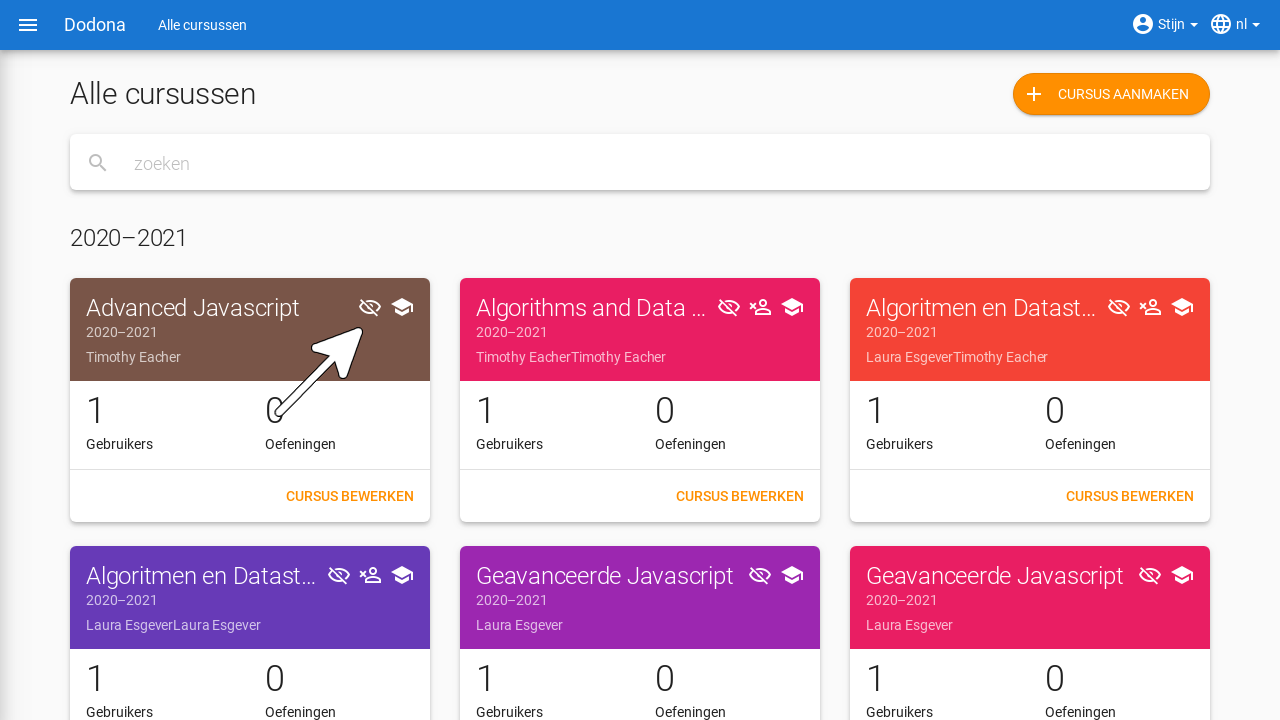 Dodona Alle cursussen Stijn nl
Alle cursussen
CURSUS AANMAKEN
zoeken
2020–2021
Advanced Javascript
2020–2021
Timothy Eacher
1 0
Gebruikers Oefeningen
CURSUS BEWERKEN
Algorithms and Data ...
2020–2021
Timothy EacherTimothy Eacher
1 0
Gebruikers Oefeningen
CURSUS BEWERKEN
Algoritmen en Datast...
2020–2021
Laura EsgeverTimothy Eacher
1 0
Gebruikers Oefeningen
CURSUS BEWERKEN
Algoritmen en Datast...
2020–2021
Laura EsgeverLaura Esgever
1 0
Gebruikers Oefeningen
Geavanceerde Javascript
2020–2021
Laura Esgever
1 0
Gebruikers Oefeningen
Geavanceerde Javascript
2020–2021
Laura Esgever
1 0
Gebruikers Oefeningen